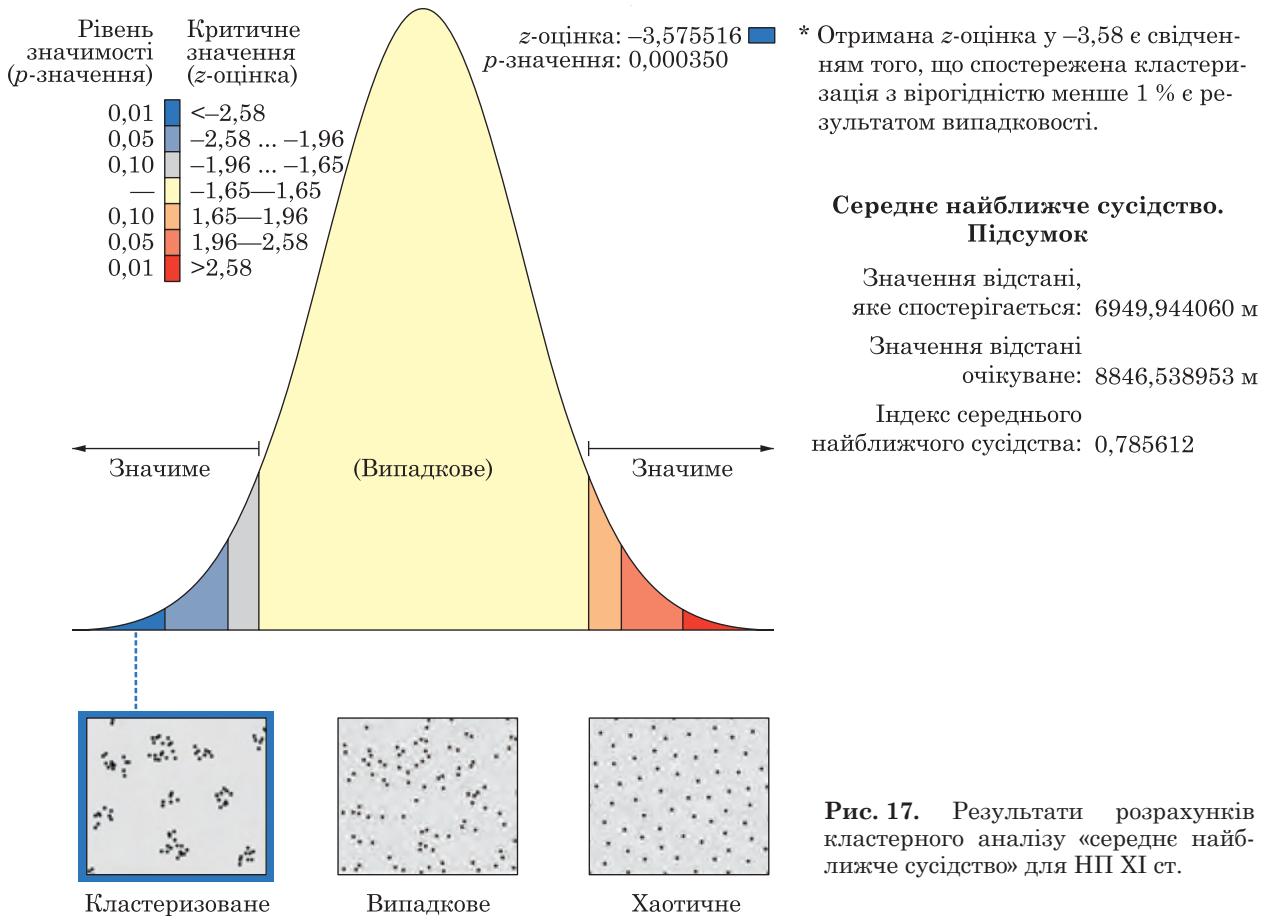 Рівень
значимості
(p-значення)
Критичне
значення
(z-оцінка)
0,01 <–2,58
0,05 –2,58 ... –1,96
0,10 –1,96 ... –1,65
— –1,65—1,65
0,10 1,65—1,96
0,05 1,96—2,58
0,01 >2,58
z-оцінка: –3,575516
p-значення: 0,000350
* Отримана z-оцінка у –3,58 є свідчен-
ням того, що спостережена кластери-
зація з вірогідністю менше 1 % є ре-
зультатом випадковості.
Середнє найближче сусідство.
Підсумок
Значення відстані,
яке спостерігається: 6949,944060 м
Значення відстані
очікуване: 8846,538953 м
Індекс середнього
найближчого сусідства: 0,785612
Значиме
(Випадкове)
Значиме
Кластеризоване
Випадкове
Хаотичне
Рис. 17. Результати розрахунків
кластерного аналізу «середнє найб-
лижче сусідство» для НП XI ст.